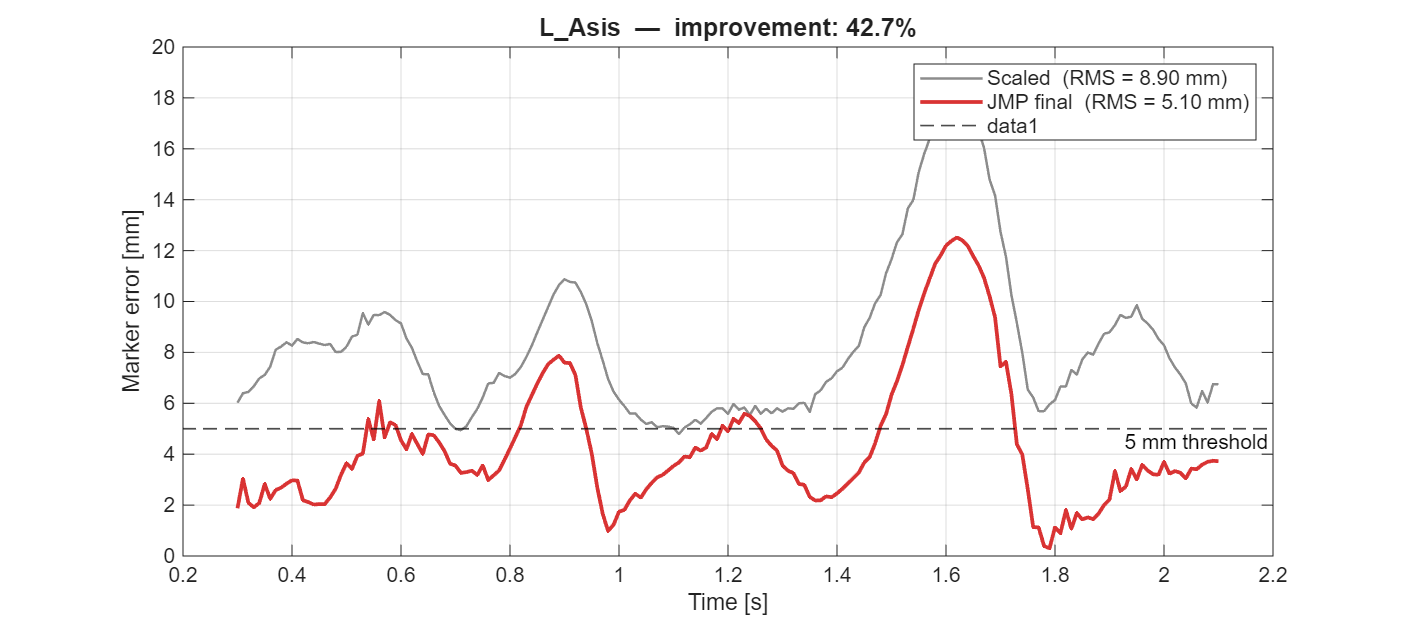 L_Asis — improvement: 42.7%
20
18
16
14
12
10
8
6
4
2
0
Marker error [mm]
Scaled (RMS = 8.90 mm)
JMP final (RMS = 5.10 mm)
data1
5 mm threshold
0.2 0.4 0.6 0.8 1 1.2 1.4 1.6 1.8 2 2.2
Time [s]